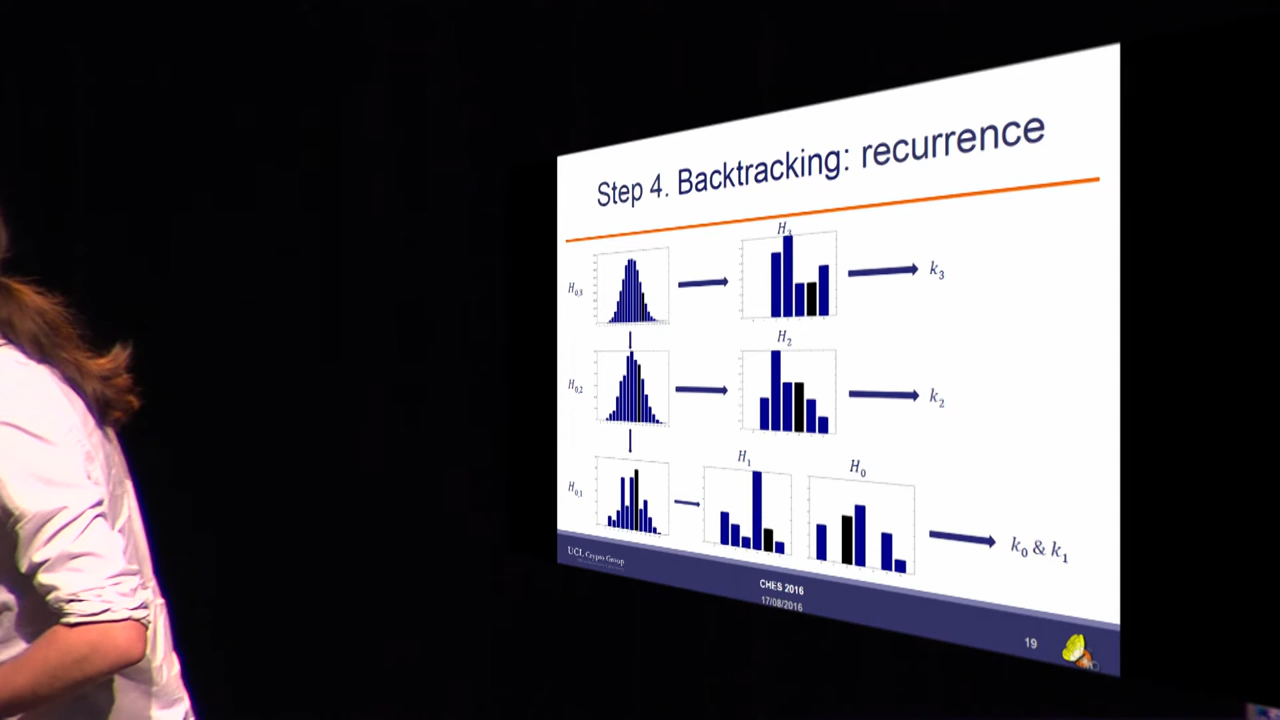 Step 4. Backtracking: recurrence
H₃
H₀,₃
k₃
H₂
H₀,₂
k₂
H₁
H₀
H₀,₁
k₀ & k₁
UCL Crypto Group
CHES 2016
17/08/2016
19